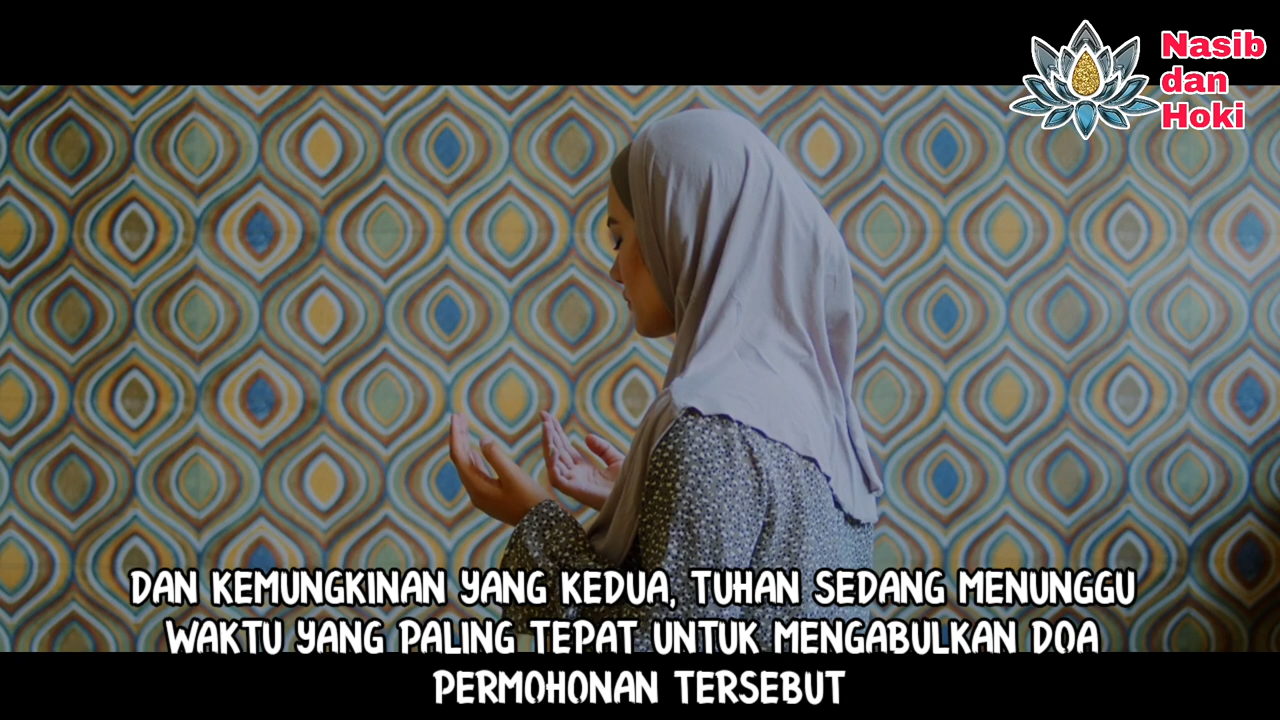 Nasib
dan
Hoki
DAN KEMUNGKINAN YANG KEDUA, TUHAN SEDANG MENUNGGU
WAKTU YANG PALING TEPAT UNTUK MENGABULKAN DOA
PERMOHONAN TERSEBUT